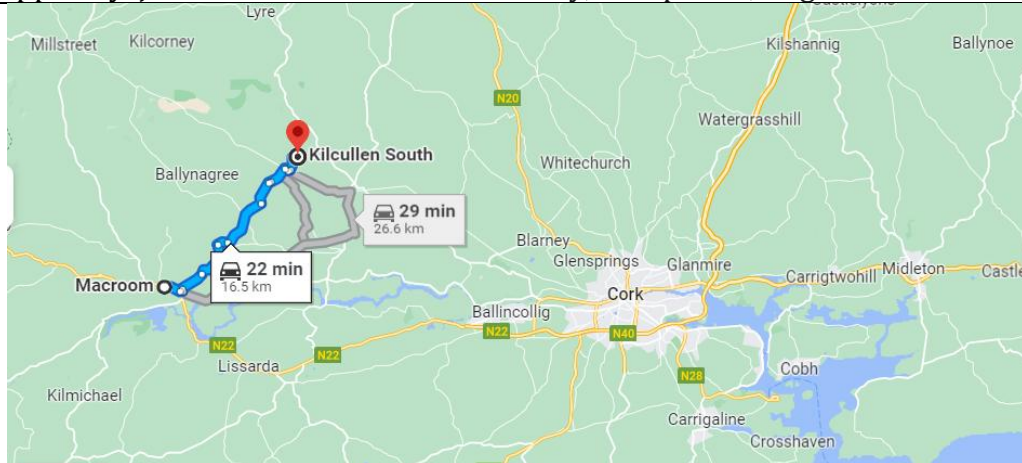 Lyre
Millstreet
Kilcorney
Kilshannig
Ballynoe
N20
Watergrasshill
Kilcullen South
Whitechurch
Ballynagree
29 min
26.6 km
Blarney
Glensprings
Glanmire
22 min
16.5 km
Macroom
Carrigtwohill
Midleton
Castle
Cork
Ballincollig
N22
N40
N22
N22
Lissarda
N28
Cobh
Kilmichael
Carrigaline
Crosshaven